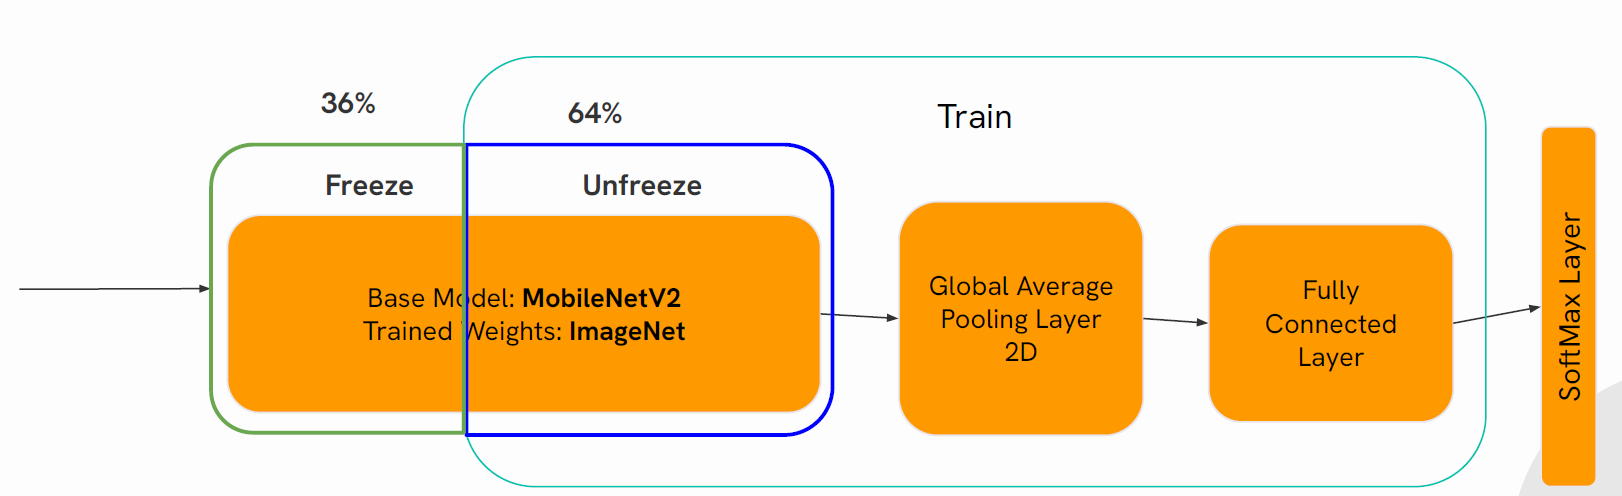 36%
64%
Train
Freeze
Unfreeze
Base Model: MobileNetV2
Trained Weights: ImageNet
Global Average
Pooling Layer
2D
Fully
Connected
Layer
SoftMax Layer